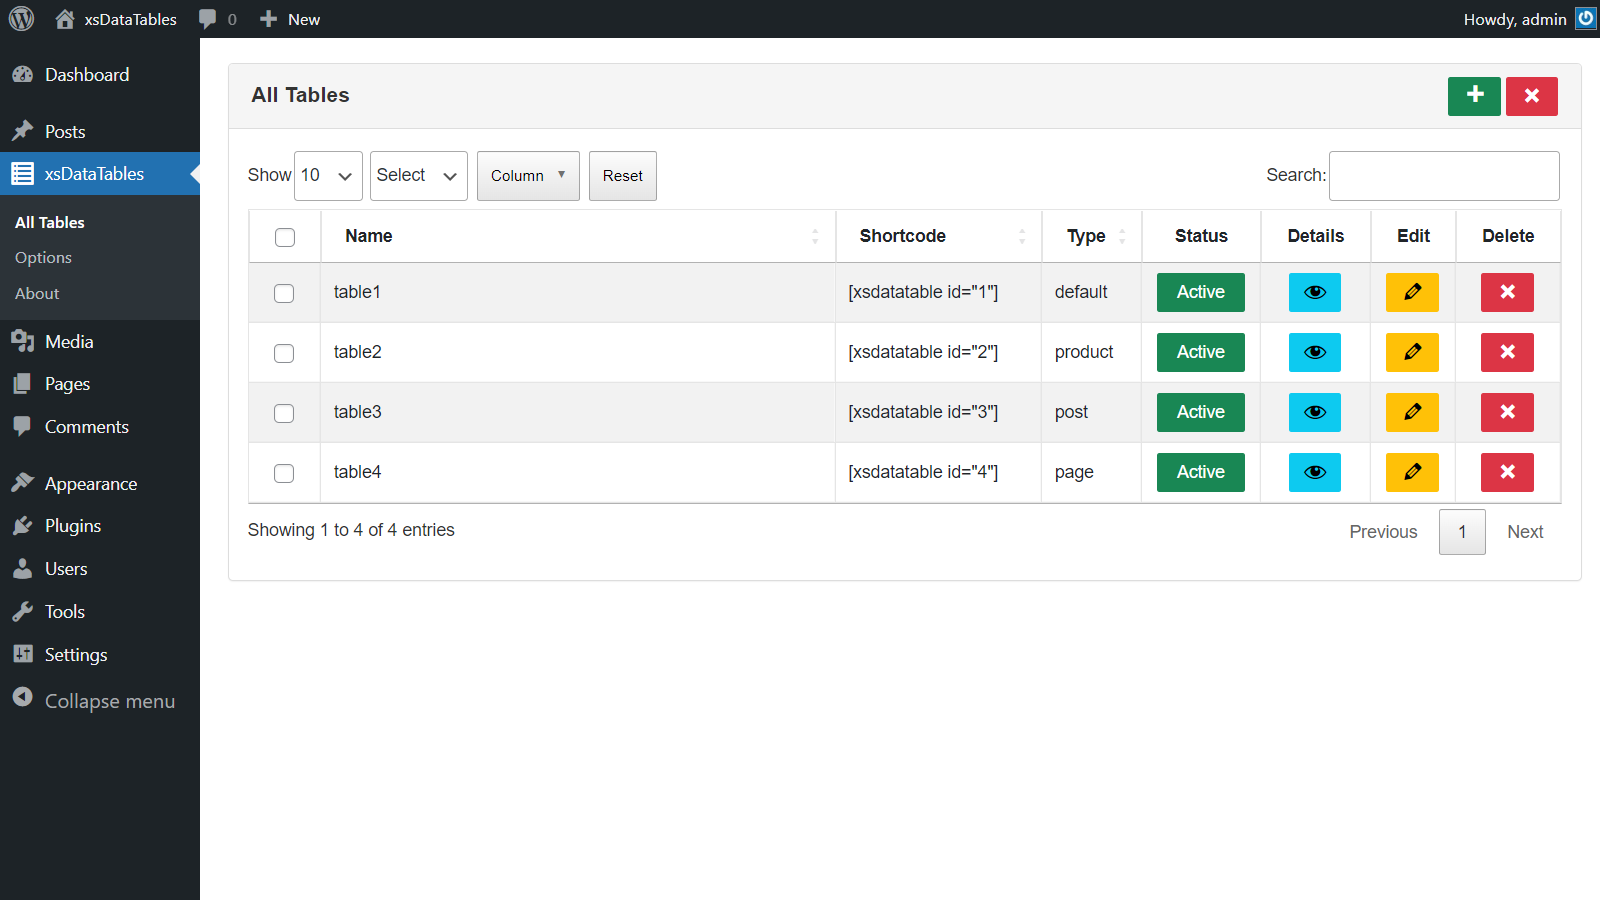 xsDataTables 0 New Howdy, admin
Dashboard
Posts
xsDataTables
All Tables
Options
About
Media
Pages
Comments
Appearance
Plugins
Users
Tools
Settings
Collapse menu
All Tables
Show 10 Select Column Reset Search:
Name Shortcode Type Status Details Edit Delete
table1 [xsdatatable id="1"] default Active
table2 [xsdatatable id="2"] product Active
table3 [xsdatatable id="3"] post Active
table4 [xsdatatable id="4"] page Active
Showing 1 to 4 of 4 entries Previous 1 Next